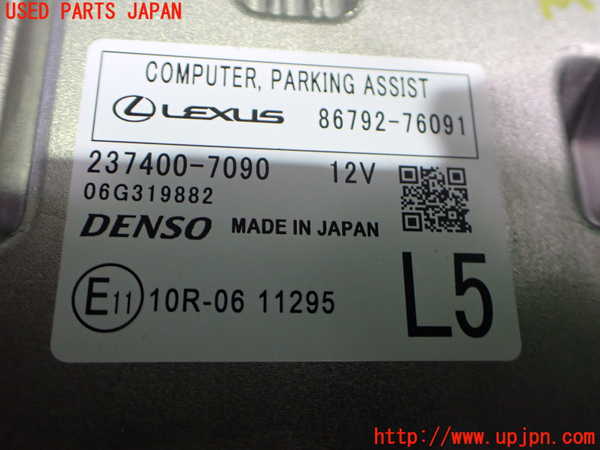 USED PARTS JAPAN
COMPUTER, PARKING ASSIST
LEXUS 86792-76091
237400-7090 12V
06G319882
DENSO MADE IN JAPAN
E11 10R-06 11295
L5
http://www.upjpn.com/